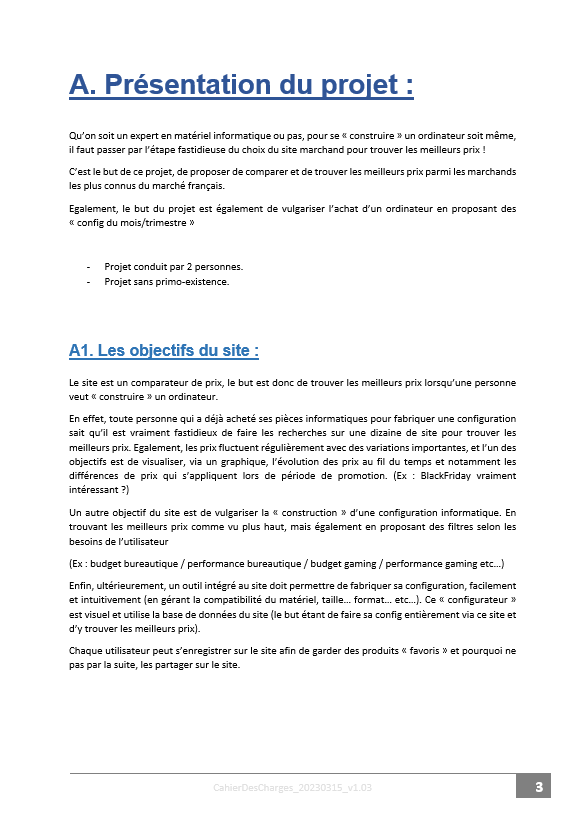 A. Présentation du projet :
Qu'on soit un expert en matériel informatique ou pas, pour se « construire » un ordinateur soit même,
il faut passer par l'étape fastidieuse du choix du site marchand pour trouver les meilleurs prix !
C'est le but de ce projet, de proposer de comparer et de trouver les meilleurs prix parmi les marchands
les plus connus du marché français.
Egalement, le but du projet est également de vulgariser l'achat d'un ordinateur en proposant des
« config du mois/trimestre »
- Projet conduit par 2 personnes.
- Projet sans primo-existence.
A1. Les objectifs du site :
Le site est un comparateur de prix, le but est donc de trouver les meilleurs prix lorsqu'une personne
veut « construire » un ordinateur.
En effet, toute personne qui a déjà acheté ses pièces informatiques pour fabriquer une configuration
sait qu'il est vraiment fastidieux de faire les recherches sur une dizaine de site pour trouver les
meilleurs prix. Egalement, les prix fluctuent régulièrement avec des variations importantes, et l'un des
objectifs est de visualiser, via un graphique, l'évolution des prix au fil du temps et notamment les
différences de prix qui s'appliquent lors de période de promotion. (Ex : BlackFriday vraiment
intéressant ?)
Un autre objectif du site est de vulgariser la « construction » d'une configuration informatique. En
trouvant les meilleurs prix comme vu plus haut, mais également en proposant des filtres selon les
besoins de l'utilisateur
(Ex : budget bureautique / performance bureautique / budget gaming / performance gaming etc…)
Enfin, ultérieurement, un outil intégré au site doit permettre de fabriquer sa configuration, facilement
et intuitivement (en gérant la compatibilité du matériel, taille… format… etc…). Ce « configurateur »
est visuel et utilise la base de données du site (le but étant de faire sa config entièrement via ce site et
d'y trouver les meilleurs prix).
Chaque utilisateur peut s'enregistrer sur le site afin de garder des produits « favoris » et pourquoi ne
pas par la suite, les partager sur le site.
CahierDesCharges_20230315_v1.03
3